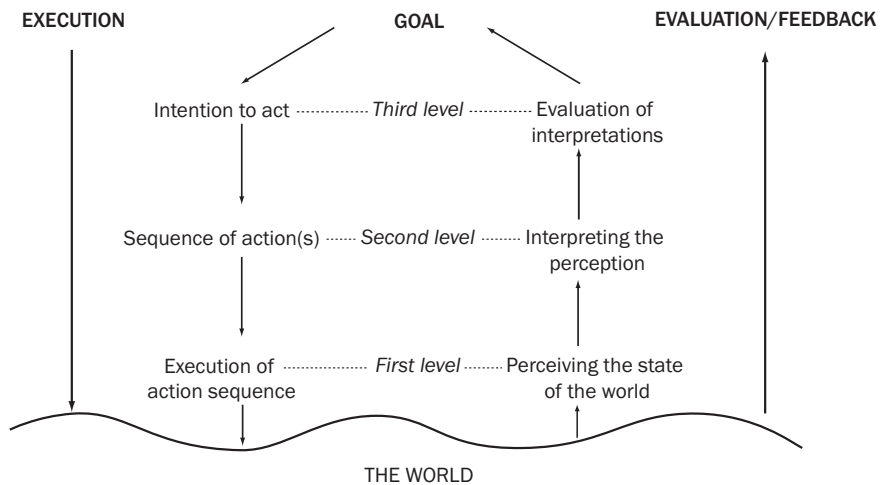 EXECUTION GOAL EVALUATION/FEEDBACK
Intention to act Third level Evaluation of
interpretations
Sequence of action(s) Second level Interpreting the
perception
Execution of First level Perceiving the state
action sequence of the world
THE WORLD